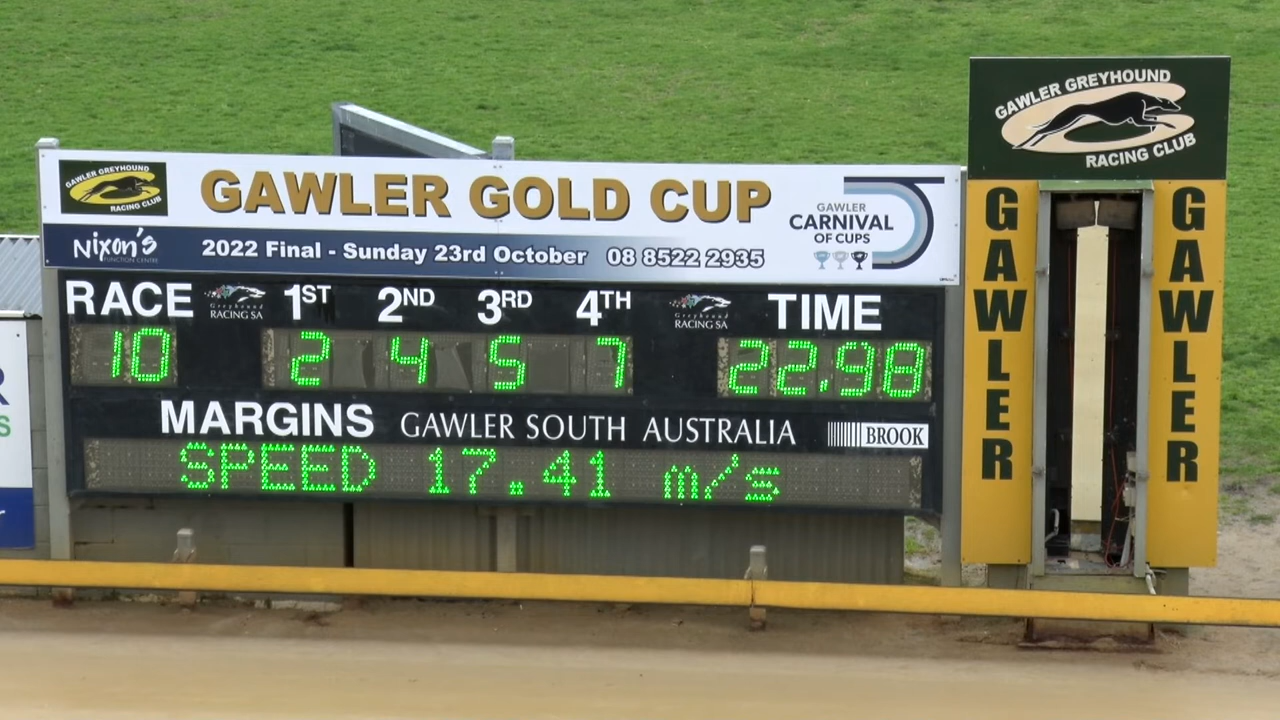 GAWLER GREYHOUND
RACING CLUB
GAWLER GREYHOUND
RACING CLUB
GAWLER GOLD CUP
GAWLER
CARNIVAL
OF CUPS
Nixon's
FUNCTION CENTRE
2022 Final - Sunday 23rd October 08 8522 2935
RACE
Greyhound
RACING SA
1ST 2ND 3RD 4TH
Greyhound
RACING SA
TIME
10 2 4 5 7 22.98
MARGINS GAWLER SOUTH AUSTRALIA BROOK
SPEED 17.41 m/s
GAWLER
GAWLER
R
S